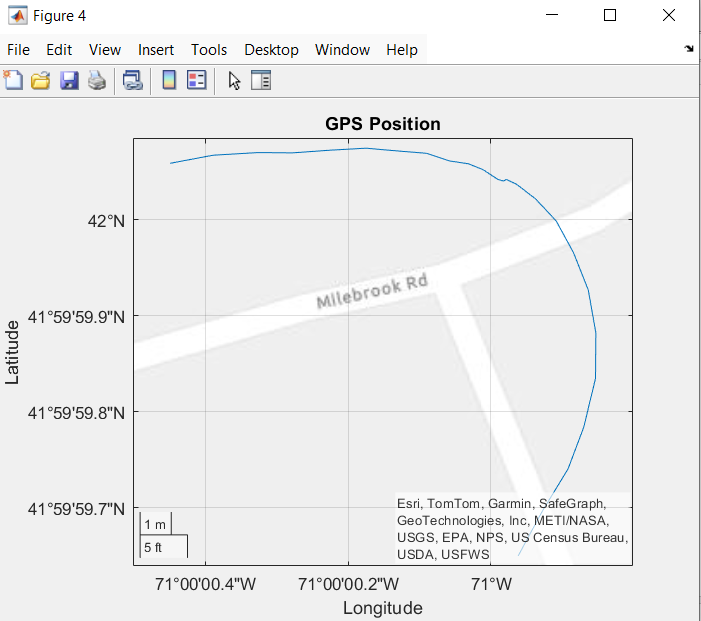 Figure 4
File Edit View Insert Tools Desktop Window Help
GPS Position
42°N
41°59'59.9"N
41°59'59.8"N
41°59'59.7"N
Latitude
Milebrook Rd
1 m
5 ft
Esri, TomTom, Garmin, SafeGraph,
GeoTechnologies, Inc, METI/NASA,
USGS, EPA, NPS, US Census Bureau,
USDA, USFWS
71°00'00.4"W 71°00'00.2"W 71°W
Longitude